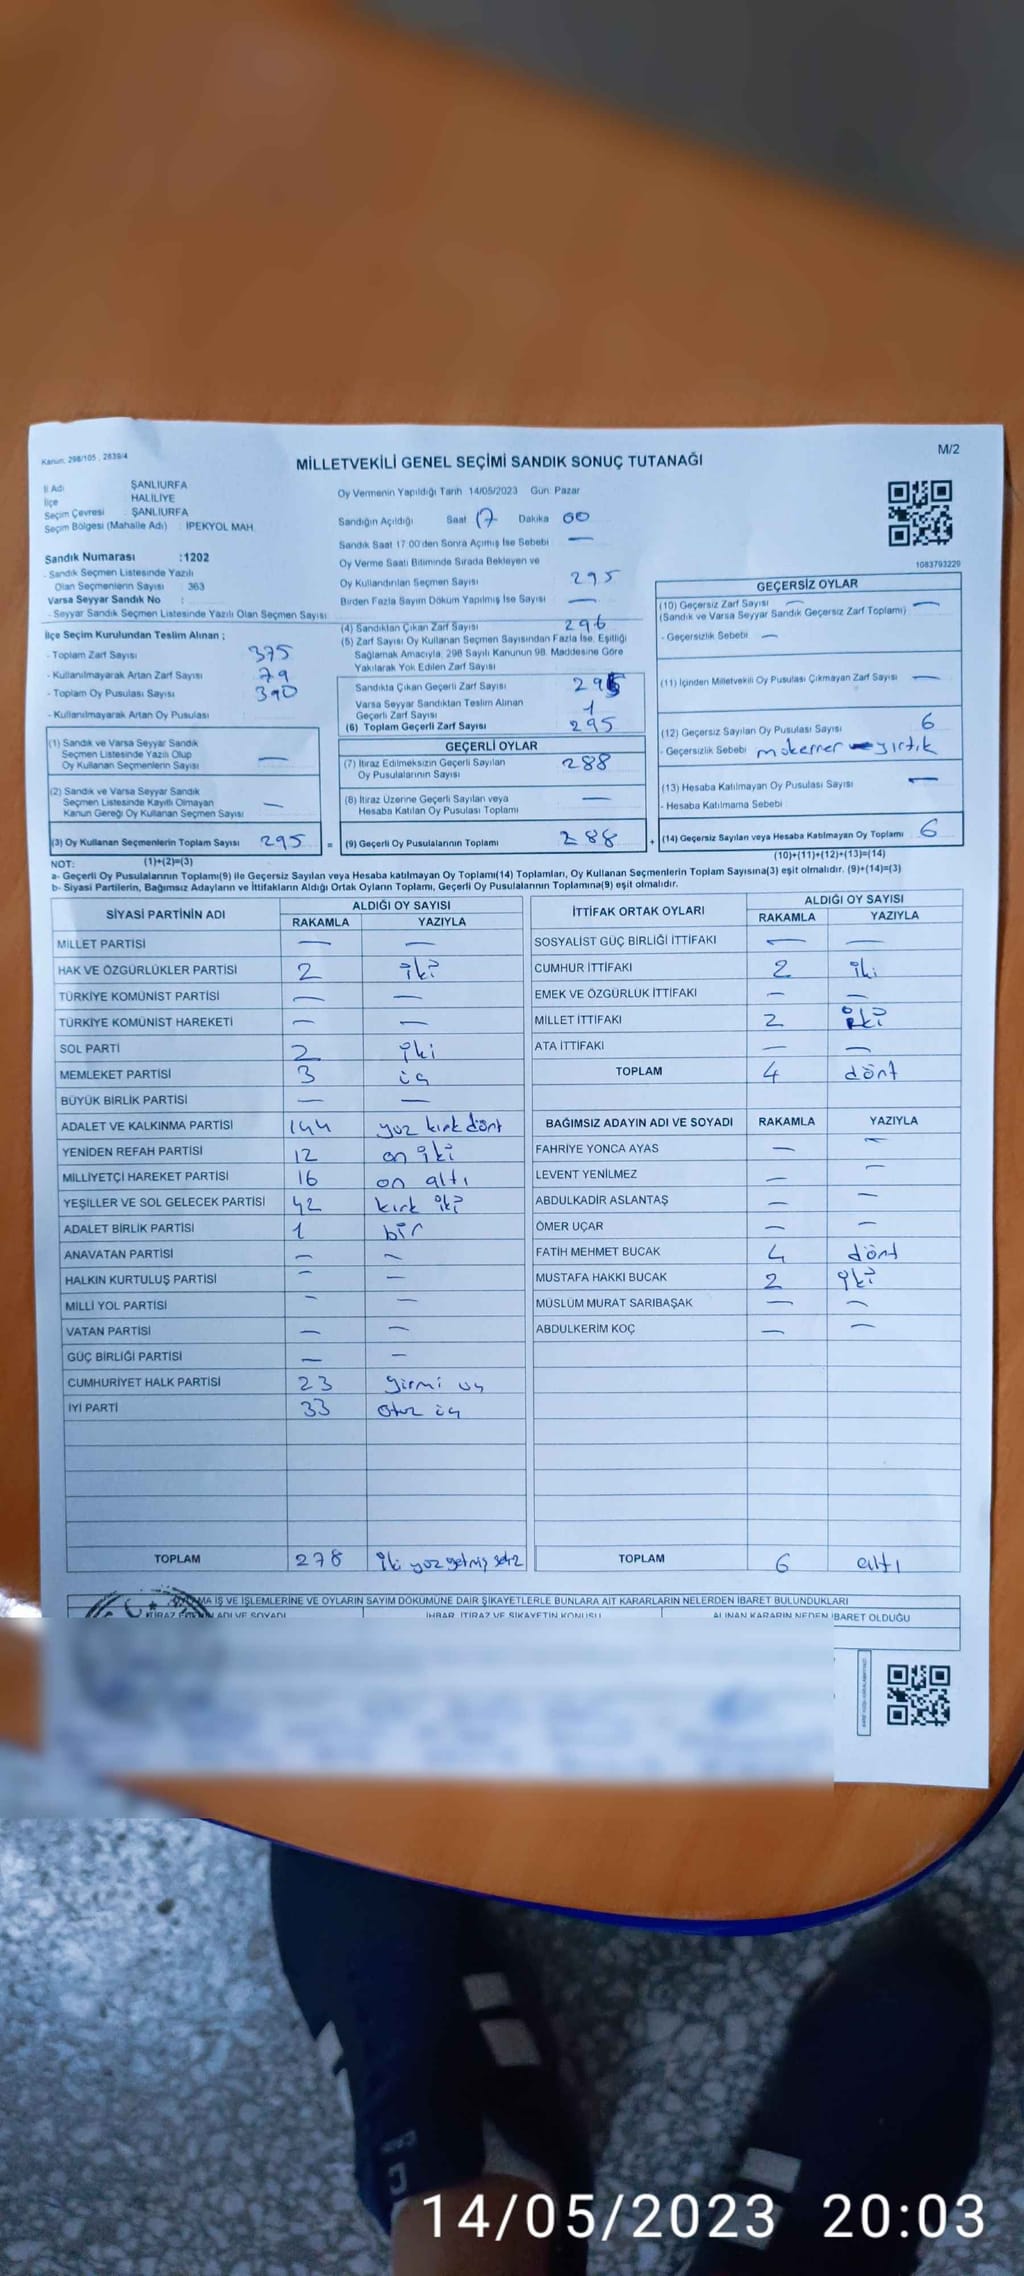 Kanun: 298/105, 2839/4
M/2
MİLLETVEKİLİ GENEL SEÇİMİ SANDIK SONUÇ TUTANAĞI
İl Adı : ŞANLIURFA
İlçe : HALİLİYE
Seçim Çevresi : ŞANLIURFA
Seçim Bölgesi (Mahalle Adı) : IPEKYOL MAH
Sandık Numarası :1202
- Sandık Seçmen Listesinde Yazılı
Olan Seçmenlerin Sayısı : 363
Varsa Seyyar Sandık No :
- Seyyar Sandık Seçmen Listesinde Yazılı Olan Seçmen Sayısı
İlçe Seçim Kurulundan Teslim Alınan ;
- Toplam Zarf Sayısı 375
- Kullanılmayarak Artan Zarf Sayısı 79
- Toplam Oy Pusulası Sayısı 390
- Kullanılmayarak Artan Oy Pusulası
Oy Vermenin Yapıldığı Tarih 14/05/2023 Gün Pazar
Sandığın Açıldığı Saat 17 Dakika 00
Sandık Saat 17:00'den Sonra Açımış İse Sebebi —
Oy Verme Saati Bitiminde Sırada Bekleyen ve
Oy Kullandırılan Seçmen Sayısı 295
Birden Fazla Sayım Döküm Yapılmış İse Sayısı —
(4) Sandıktan Çıkan Zarf Sayısı 296
(5) Zarf Sayısı Oy Kullanan Seçmen Sayısından Fazla İse, Eşitliği
Sağlamak Amacıyla, 298 Sayılı Kanunun 98. Maddesine Göre
Yakılarak Yok Edilen Zarf Sayısı
Sandıkta Çıkan Geçerli Zarf Sayısı 295
Varsa Seyyar Sandıktan Teslim Alınan
Geçerli Zarf Sayısı 1
(6) Toplam Geçerli Zarf Sayısı 295
1083793229
GEÇERSİZ OYLAR
(10) Geçersiz Zarf Sayısı —
(Sandık ve Varsa Seyyar Sandık Geçersiz Zarf Toplamı) —
- Geçersizlik Sebebi —
(11) İçinden Milletvekili Oy Pusulası Çıkmayan Zarf Sayısı —
(12) Geçersiz Sayılan Oy Pusulası Sayısı 6
- Geçersizlik Sebebi mükerrer yırtık
(13) Hesaba Katılmayan Oy Pusulası Sayısı —
- Hesaba Katılmama Sebebi
(14) Geçersiz Sayılan veya Hesaba Katılmayan Oy Toplamı 6
(10)+(11)+(12)+(13)=(14)
(1) Sandık ve Varsa Seyyar Sandık
Seçmen Listesinde Yazılı Olup
Oy Kullanan Seçmenlerin Sayısı —
(2) Sandık ve Varsa Seyyar Sandık
Seçmen Listesinde Kayıtlı Olmayan
Kanun Gereği Oy Kullanan Seçmen Sayısı —
(3) Oy Kullanan Seçmenlerin Toplam Sayısı 295 =
(1)+(2)=(3)
GEÇERLİ OYLAR
(7) İtiraz Edilmeksizin Geçerli Sayılan
Oy Pusulalarının Sayısı 288
(8) İtiraz Üzerine Geçerli Sayılan veya
Hesaba Katılan Oy Pusulası Toplamı —
(9) Geçerli Oy Pusulalarının Toplamı 288 +
NOT:
a- Geçerli Oy Pusulalarının Toplamı(9) ile Geçersiz Sayılan veya Hesaba katılmayan Oy Toplamı(14) Toplamları, Oy Kullanan Seçmenlerin Toplam Sayısına(3) eşit olmalıdır. (9)+(14)=(3)
b- Siyasi Partilerin, Bağımsız Adayların ve İttifakların Aldığı Ortak Oyların Toplamı, Geçerli Oy Pusulalarının Toplamına(9) eşit olmalıdır.
SİYASİ PARTİNİN ADI ALDIĞI OY SAYISI
RAKAMLA YAZIYLA
MİLLET PARTİSİ — —
HAK VE ÖZGÜRLÜKLER PARTİSİ 2 iki
TÜRKİYE KOMÜNİST PARTİSİ — —
TÜRKİYE KOMÜNİST HAREKETİ — —
SOL PARTİ 2 iki
MEMLEKET PARTİSİ 3 üç
BÜYÜK BİRLİK PARTİSİ — —
ADALET VE KALKINMA PARTİSİ 144 yüz kırk dört
YENİDEN REFAH PARTİSİ 12 on iki
MİLLİYETÇİ HAREKET PARTİSİ 16 on altı
YEŞİLLER VE SOL GELECEK PARTİSİ 42 kırk iki
ADALET BİRLİK PARTİSİ 1 bir
ANAVATAN PARTİSİ — —
HALKIN KURTULUŞ PARTİSİ — —
MİLLİ YOL PARTİSİ — —
VATAN PARTİSİ — —
GÜÇ BİRLİĞİ PARTİSİ — —
CUMHURİYET HALK PARTİSİ 23 yirmi üç
İYİ PARTİ 33 otuz üç
TOPLAM 278 iki yüz yetmiş sekiz
İTTİFAK ORTAK OYLARI ALDIĞI OY SAYISI
RAKAMLA YAZIYLA
SOSYALİST GÜÇ BİRLİĞİ İTTİFAKI — —
CUMHUR İTTİFAKI 2 iki
EMEK VE ÖZGÜRLÜK İTTİFAKI — —
MİLLET İTTİFAKI 2 iki
ATA İTTİFAKI — —
TOPLAM 4 dört
BAĞIMSIZ ADAYIN ADI VE SOYADI RAKAMLA YAZIYLA
FAHRİYE YONCA AYAS — —
LEVENT YENİLMEZ — —
ABDULKADİR ASLANTAŞ — —
ÖMER UÇAR — —
FATİH MEHMET BUCAK 4 dört
MUSTAFA HAKKI BUCAK 2 iki
MÜSLÜM MURAT SARIBAŞAK — —
ABDULKERİM KOÇ — —
TOPLAM 6 altı
MA İŞ VE İŞLEMLERİNE VE OYLARIN SAYIM DÖKÜMÜNE DAİR ŞİKAYETLERLE BUNLARA AİT KARARLARIN NELERDEN İBARET BULUNDUKLARI
ADI VE SOYADI İHBAR, İTİRAZ VE ŞİKAYETİN KONUSU ALINAN KARARIN NEDEN İBARET OLDUĞU
14/05/2023 20:03